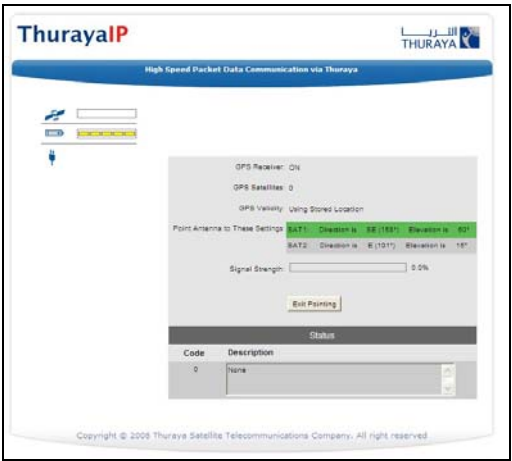 ThurayaIP
الثريا
THURAYA
High Speed Packet Data Communication via Thuraya
GPS Receiver: ON
GPS Satellites: 0
GPS Validity: Using Stored Location
Point Antenna to These Settings SAT1: Direction is SE (158°) Elevation is 60°
SAT2: Direction is E (101°) Elevation is 15°
Signal Strength: 0.0%
Exit Pointing
Status
Code Description
0 None
Copyright © 2008 Thuraya Satellite Telecommunications Company. All right reserved